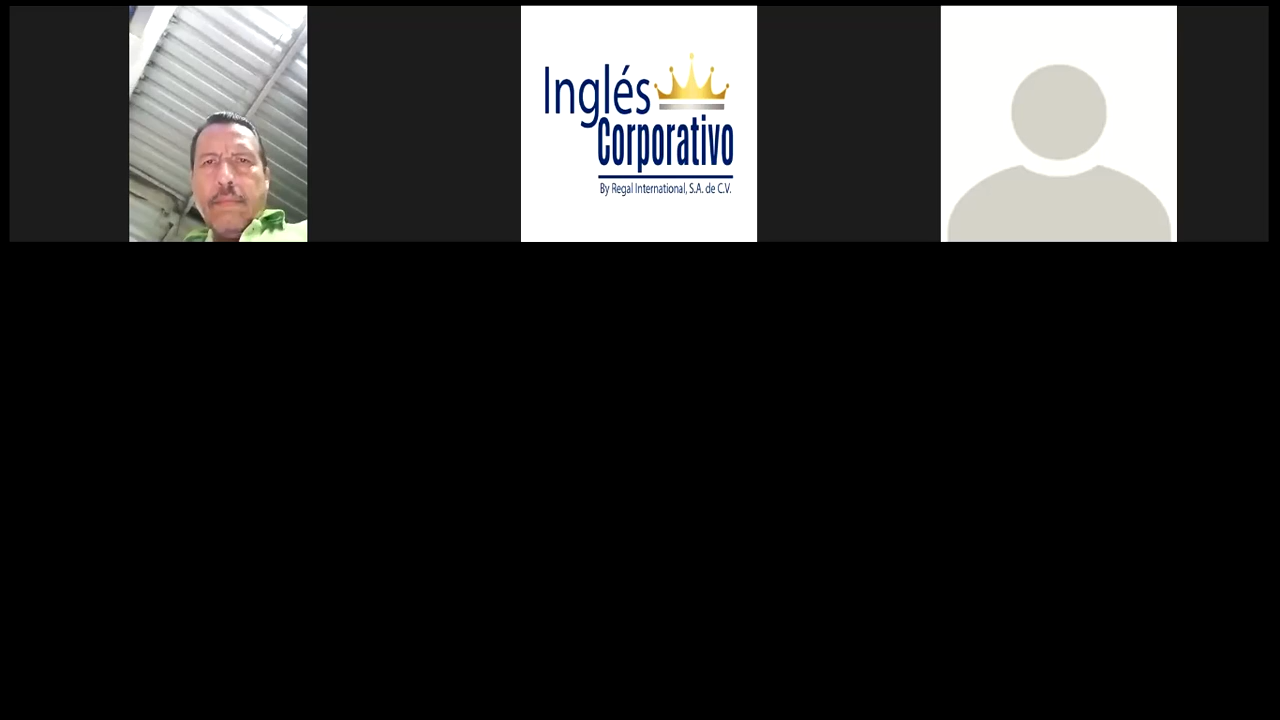 Inglés
Corporativo
By Regal International, S.A. de C.V.